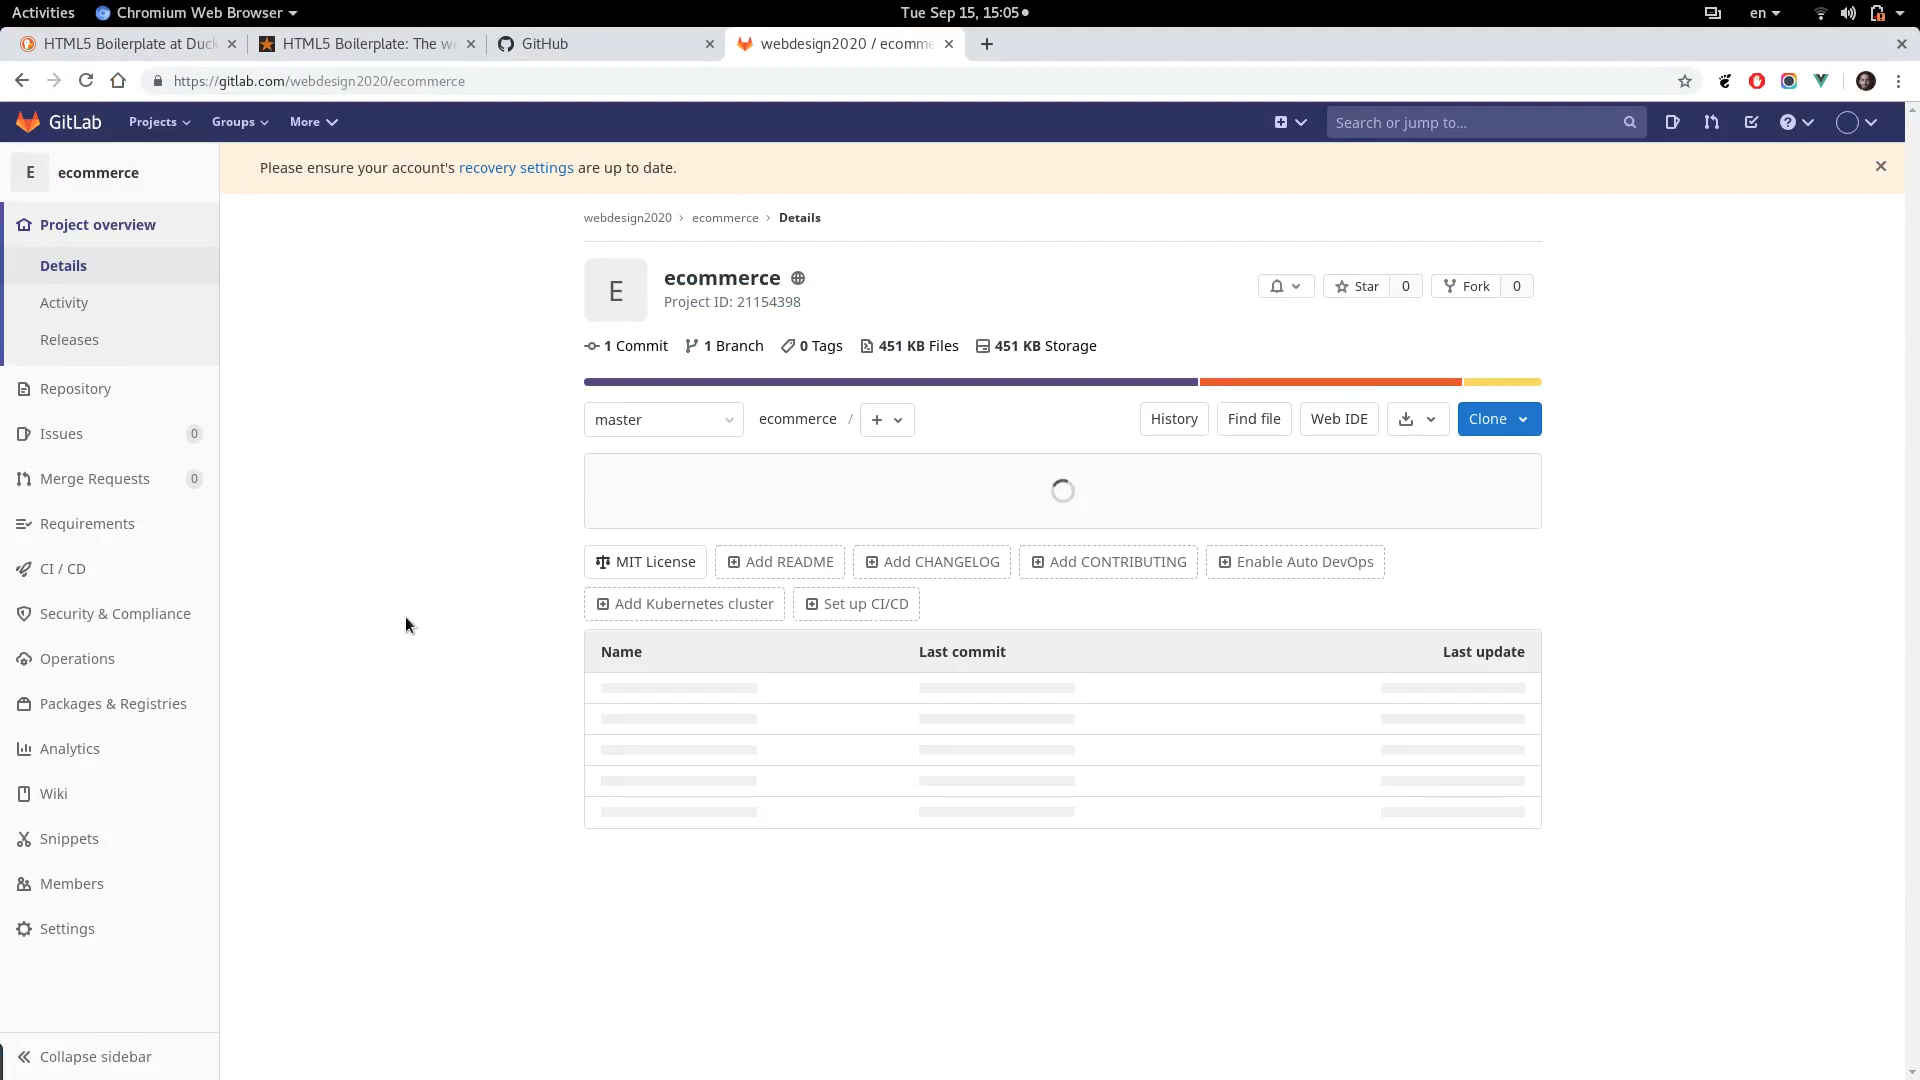 Activities Chromium Web Browser Tue Sep 15, 15:05 en
HTML5 Boilerplate at Duck HTML5 Boilerplate: The we GitHub webdesign2020 / ecomme
https://gitlab.com/webdesign2020/ecommerce
GitLab Projects Groups More Search or jump to...
E ecommerce
Please ensure your account's recovery settings are up to date.
Project overview
Details
Activity
Releases
Repository
Issues 0
Merge Requests 0
Requirements
CI / CD
Security & Compliance
Operations
Packages & Registries
Analytics
Wiki
Snippets
Members
Settings
Collapse sidebar
webdesign2020 › ecommerce › Details
E
ecommerce
Project ID: 21154398
Star 0 Fork 0
1 Commit 1 Branch 0 Tags 451 KB Files 451 KB Storage
master ecommerce / + History Find file Web IDE Clone
MIT License Add README Add CHANGELOG Add CONTRIBUTING Enable Auto DevOps
Add Kubernetes cluster Set up CI/CD
Name Last commit Last update